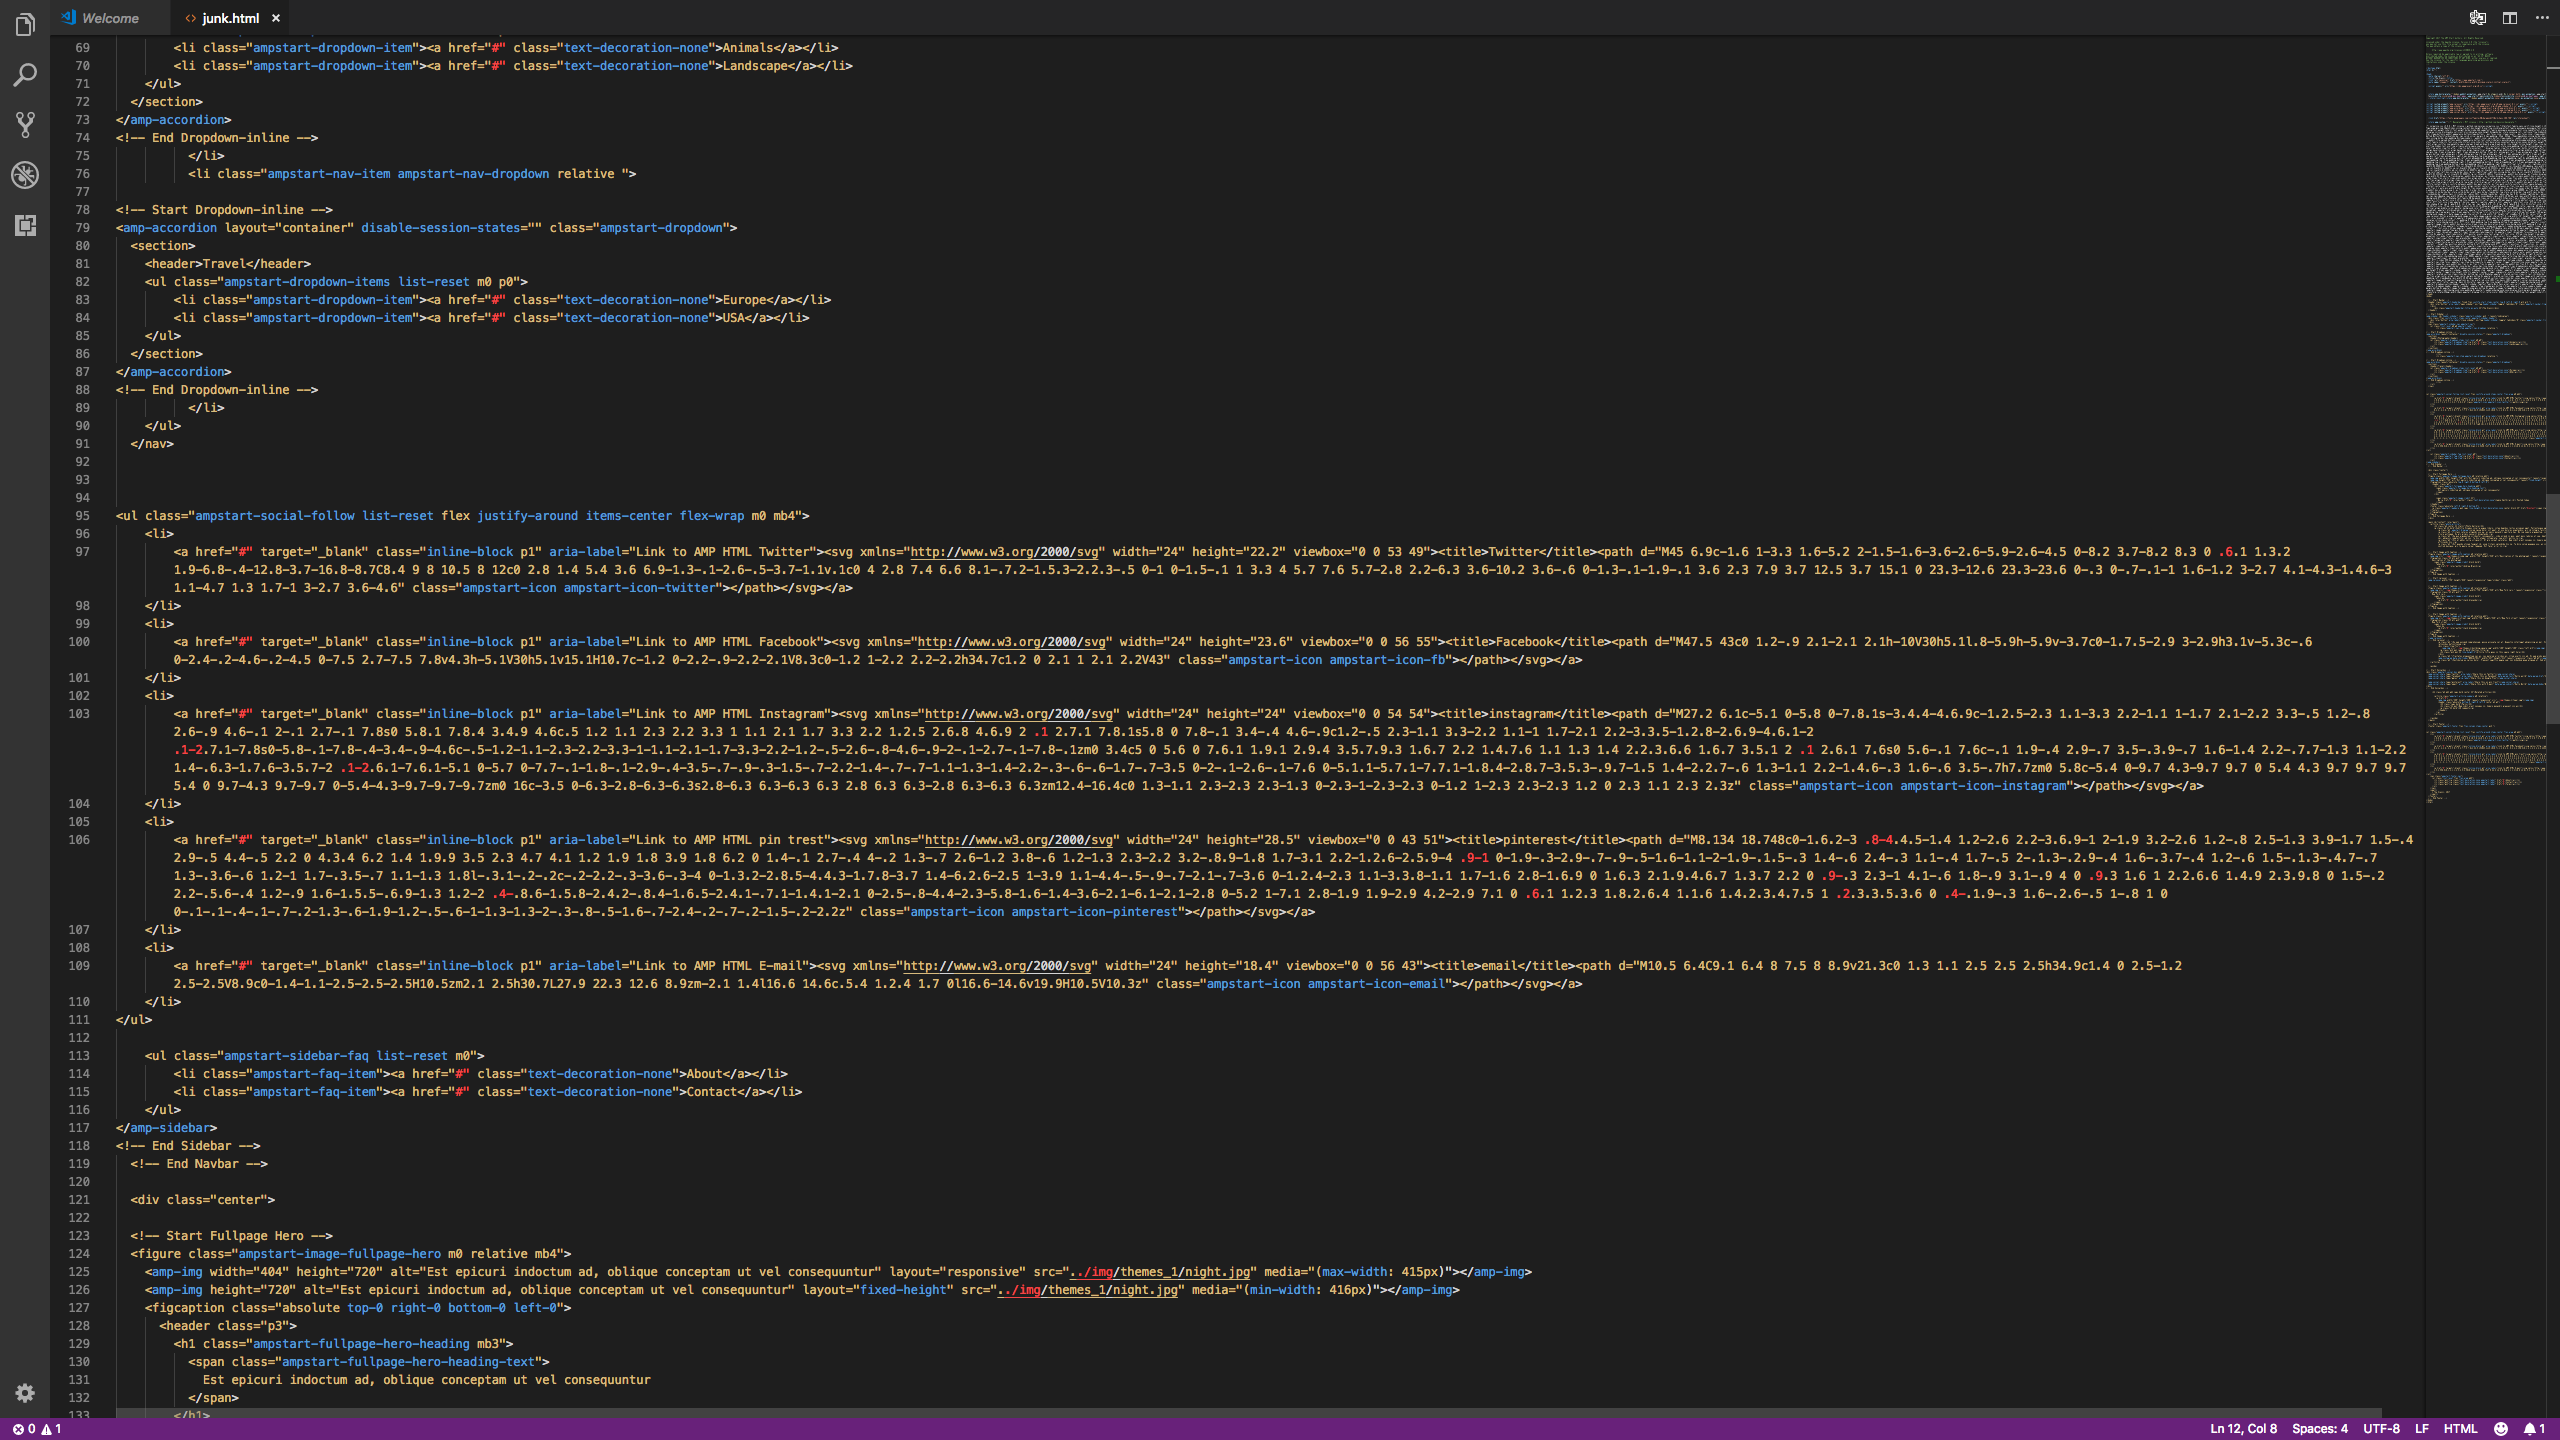 Welcome
<> junk.html ×
69 <li class="ampstart-dropdown-item"><a href="#" class="text-decoration-none">Animals</a></li>
70 <li class="ampstart-dropdown-item"><a href="#" class="text-decoration-none">Landscape</a></li>
71 </ul>
72 </section>
73 </amp-accordion>
74 <!-- End Dropdown-inline -->
75 </li>
76 <li class="ampstart-nav-item ampstart-nav-dropdown relative ">
77
78 <!-- Start Dropdown-inline -->
79 <amp-accordion layout="container" disable-session-states="" class="ampstart-dropdown">
80 <section>
81 <header>Travel</header>
82 <ul class="ampstart-dropdown-items list-reset m0 p0">
83 <li class="ampstart-dropdown-item"><a href="#" class="text-decoration-none">Europe</a></li>
84 <li class="ampstart-dropdown-item"><a href="#" class="text-decoration-none">USA</a></li>
85 </ul>
86 </section>
87 </amp-accordion>
88 <!-- End Dropdown-inline -->
89 </li>
90 </ul>
91 </nav>
92
93
94
95 <ul class="ampstart-social-follow list-reset flex justify-around items-center flex-wrap m0 mb4">
96 <li>
97 <a href="#" target="_blank" class="inline-block p1" aria-label="Link to AMP HTML Twitter"><svg xmlns="http://www.w3.org/2000/svg" width="24" height="22.2" viewbox="0 0 53 49"><title>Twitter</title><path d="M45 6.9c-1.6 1-3.3 1.6-5.2 2-1.5-1.6-3.6-2.6-5.9-2.6-4.5 0-8.2 3.7-8.2 8.3 0 .6.1 1.3.2
1.9-6.8-.4-12.8-3.7-16.8-8.7C8.4 9 8 10.5 8 12c0 2.8 1.4 5.4 3.6 6.9-1.3-.1-2.6-.5-3.7-1.1v.1c0 4 2.8 7.4 6.6 8.1-.7.2-1.5.3-2.2.3-.5 0-1 0-1.5-.1 1 3.3 4 5.7 7.6 5.7-2.8 2.2-6.3 3.6-10.2 3.6-.6 0-1.3-.1-1.9-.1 3.6 2.3 7.9 3.7 12.5 3.7 15.1 0 23.3-12.6 23.3-23.6 0-.3 0-.7-.1-1 1.6-1.2 3-2.7 4.1-4.3-1.4.6-3
1.1-4.7 1.3 1.7-1 3-2.7 3.6-4.6" class="ampstart-icon ampstart-icon-twitter"></path></svg></a>
98 </li>
99 <li>
100 <a href="#" target="_blank" class="inline-block p1" aria-label="Link to AMP HTML Facebook"><svg xmlns="http://www.w3.org/2000/svg" width="24" height="23.6" viewbox="0 0 56 55"><title>Facebook</title><path d="M47.5 43c0 1.2-.9 2.1-2.1 2.1h-10V30h5.1l.8-5.9h-5.9v-3.7c0-1.7.5-2.9 3-2.9h3.1v-5.3c-.6
0-2.4-.2-4.6-.2-4.5 0-7.5 2.7-7.5 7.8v4.3h-5.1V30h5.1v15.1H10.7c-1.2 0-2.2-.9-2.2-2.1V8.3c0-1.2 1-2.2 2.2-2.2h34.7c1.2 0 2.1 1 2.1 2.2V43" class="ampstart-icon ampstart-icon-fb"></path></svg></a>
101 </li>
102 <li>
103 <a href="#" target="_blank" class="inline-block p1" aria-label="Link to AMP HTML Instagram"><svg xmlns="http://www.w3.org/2000/svg" width="24" height="24" viewbox="0 0 54 54"><title>instagram</title><path d="M27.2 6.1c-5.1 0-5.8 0-7.8.1s-3.4.4-4.6.9c-1.2.5-2.3 1.1-3.3 2.2-1.1 1-1.7 2.1-2.2 3.3-.5 1.2-.8
2.6-.9 4.6-.1 2-.1 2.7-.1 7.8s0 5.8.1 7.8.4 3.4.9 4.6c.5 1.2 1.1 2.3 2.2 3.3 1 1.1 2.1 1.7 3.3 2.2 1.2.5 2.6.8 4.6.9 2 .1 2.7.1 7.8.1s5.8 0 7.8-.1 3.4-.4 4.6-.9c1.2-.5 2.3-1.1 3.3-2.2 1.1-1 1.7-2.1 2.2-3.3.5-1.2.8-2.6.9-4.6.1-2
.1-2.7.1-7.8s0-5.8-.1-7.8-.4-3.4-.9-4.6c-.5-1.2-1.1-2.3-2.2-3.3-1-1.1-2.1-1.7-3.3-2.2-1.2-.5-2.6-.8-4.6-.9-2-.1-2.7-.1-7.8-.1zm0 3.4c5 0 5.6 0 7.6.1 1.9.1 2.9.4 3.5.7.9.3 1.6.7 2.2 1.4.7.6 1.1 1.3 1.4 2.2.3.6.6 1.6.7 3.5.1 2 .1 2.6.1 7.6s0 5.6-.1 7.6c-.1 1.9-.4 2.9-.7 3.5-.3.9-.7 1.6-1.4 2.2-.7.7-1.3 1.1-2.2
1.4-.6.3-1.7.6-3.5.7-2 .1-2.6.1-7.6.1-5.1 0-5.7 0-7.7-.1-1.8-.1-2.9-.4-3.5-.7-.9-.3-1.5-.7-2.2-1.4-.7-.7-1.1-1.3-1.4-2.2-.3-.6-.6-1.7-.7-3.5 0-2-.1-2.6-.1-7.6 0-5.1.1-5.7.1-7.7.1-1.8.4-2.8.7-3.5.3-.9.7-1.5 1.4-2.2.7-.6 1.3-1.1 2.2-1.4.6-.3 1.6-.6 3.5-.7h7.7zm0 5.8c-5.4 0-9.7 4.3-9.7 9.7 0 5.4 4.3 9.7 9.7 9.7
5.4 0 9.7-4.3 9.7-9.7 0-5.4-4.3-9.7-9.7-9.7zm0 16c-3.5 0-6.3-2.8-6.3-6.3s2.8-6.3 6.3-6.3 6.3 2.8 6.3 6.3-2.8 6.3-6.3 6.3zm12.4-16.4c0 1.3-1.1 2.3-2.3 2.3-1.3 0-2.3-1-2.3-2.3 0-1.2 1-2.3 2.3-2.3 1.2 0 2.3 1.1 2.3 2.3z" class="ampstart-icon ampstart-icon-instagram"></path></svg></a>
104 </li>
105 <li>
106 <a href="#" target="_blank" class="inline-block p1" aria-label="Link to AMP HTML pin trest"><svg xmlns="http://www.w3.org/2000/svg" width="24" height="28.5" viewbox="0 0 43 51"><title>pinterest</title><path d="M8.134 18.748c0-1.6.2-3 .8-4.4.5-1.4 1.2-2.6 2.2-3.6.9-1 2-1.9 3.2-2.6 1.2-.8 2.5-1.3 3.9-1.7 1.5-.4
2.9-.5 4.4-.5 2.2 0 4.3.4 6.2 1.4 1.9.9 3.5 2.3 4.7 4.1 1.2 1.9 1.8 3.9 1.8 6.2 0 1.4-.1 2.7-.4 4-.2 1.3-.7 2.6-1.2 3.8-.6 1.2-1.3 2.3-2.2 3.2-.8.9-1.8 1.7-3.1 2.2-1.2.6-2.5.9-4 .9-1 0-1.9-.3-2.9-.7-.9-.5-1.6-1.1-2-1.9-.1.5-.3 1.4-.6 2.4-.3 1.1-.4 1.7-.5 2-.1.3-.2.9-.4 1.6-.3.7-.4 1.2-.6 1.5-.1.3-.4.7-.7
1.3-.3.6-.6 1.2-1 1.7-.3.5-.7 1.1-1.3 1.8l-.3.1-.2-.2c-.2-2.2-.3-3.6-.3-4 0-1.3.2-2.8.5-4.4.3-1.7.8-3.7 1.4-6.2.6-2.5 1-3.9 1.1-4.4-.5-.9-.7-2.1-.7-3.6 0-1.2.4-2.3 1.1-3.3.8-1.1 1.7-1.6 2.8-1.6.9 0 1.6.3 2.1.9.4.6.7 1.3.7 2.2 0 .9-.3 2.3-1 4.1-.6 1.8-.9 3.1-.9 4 0 .9.3 1.6 1 2.2.6.6 1.4.9 2.3.9.8 0 1.5-.2
2.2-.5.6-.4 1.2-.9 1.6-1.5.5-.6.9-1.3 1.2-2 .4-.8.6-1.5.8-2.4.2-.8.4-1.6.5-2.4.1-.7.1-1.4.1-2.1 0-2.5-.8-4.4-2.3-5.8-1.6-1.4-3.6-2.1-6.1-2.1-2.8 0-5.2 1-7.1 2.8-1.9 1.9-2.9 4.2-2.9 7.1 0 .6.1 1.2.3 1.8.2.6.4 1.1.6 1.4.2.3.4.7.5 1 .2.3.3.5.3.6 0 .4-.1.9-.3 1.6-.2.6-.5 1-.8 1 0
0-.1-.1-.4-.1-.7-.2-1.3-.6-1.9-1.2-.5-.6-1-1.3-1.3-2-.3-.8-.5-1.6-.7-2.4-.2-.7-.2-1.5-.2-2.2z" class="ampstart-icon ampstart-icon-pinterest"></path></svg></a>
107 </li>
108 <li>
109 <a href="#" target="_blank" class="inline-block p1" aria-label="Link to AMP HTML E-mail"><svg xmlns="http://www.w3.org/2000/svg" width="24" height="18.4" viewbox="0 0 56 43"><title>email</title><path d="M10.5 6.4C9.1 6.4 8 7.5 8 8.9v21.3c0 1.3 1.1 2.5 2.5 2.5h34.9c1.4 0 2.5-1.2
2.5-2.5V8.9c0-1.4-1.1-2.5-2.5-2.5H10.5zm2.1 2.5h30.7L27.9 22.3 12.6 8.9zm-2.1 1.4l16.6 14.6c.5.4 1.2.4 1.7 0l16.6-14.6v19.9H10.5V10.3z" class="ampstart-icon ampstart-icon-email"></path></svg></a>
110 </li>
111 </ul>
112
113 <ul class="ampstart-sidebar-faq list-reset m0">
114 <li class="ampstart-faq-item"><a href="#" class="text-decoration-none">About</a></li>
115 <li class="ampstart-faq-item"><a href="#" class="text-decoration-none">Contact</a></li>
116 </ul>
117 </amp-sidebar>
118 <!-- End Sidebar -->
119 <!-- End Navbar -->
120
121 <div class="center">
122
123 <!-- Start Fullpage Hero -->
124 <figure class="ampstart-image-fullpage-hero m0 relative mb4">
125 <amp-img width="404" height="720" alt="Est epicuri indoctum ad, oblique conceptam ut vel consequuntur" layout="responsive" src="../img/themes_1/night.jpg" media="(max-width: 415px)"></amp-img>
126 <amp-img height="720" alt="Est epicuri indoctum ad, oblique conceptam ut vel consequuntur" layout="fixed-height" src="../img/themes_1/night.jpg" media="(min-width: 416px)"></amp-img>
127 <figcaption class="absolute top-0 right-0 bottom-0 left-0">
128 <header class="p3">
129 <h1 class="ampstart-fullpage-hero-heading mb3">
130 <span class="ampstart-fullpage-hero-heading-text">
131 Est epicuri indoctum ad, oblique conceptam ut vel consequuntur
132 </span>
133 </h1>
0 1 Ln 12, Col 8 Spaces: 4 UTF-8 LF HTML 1